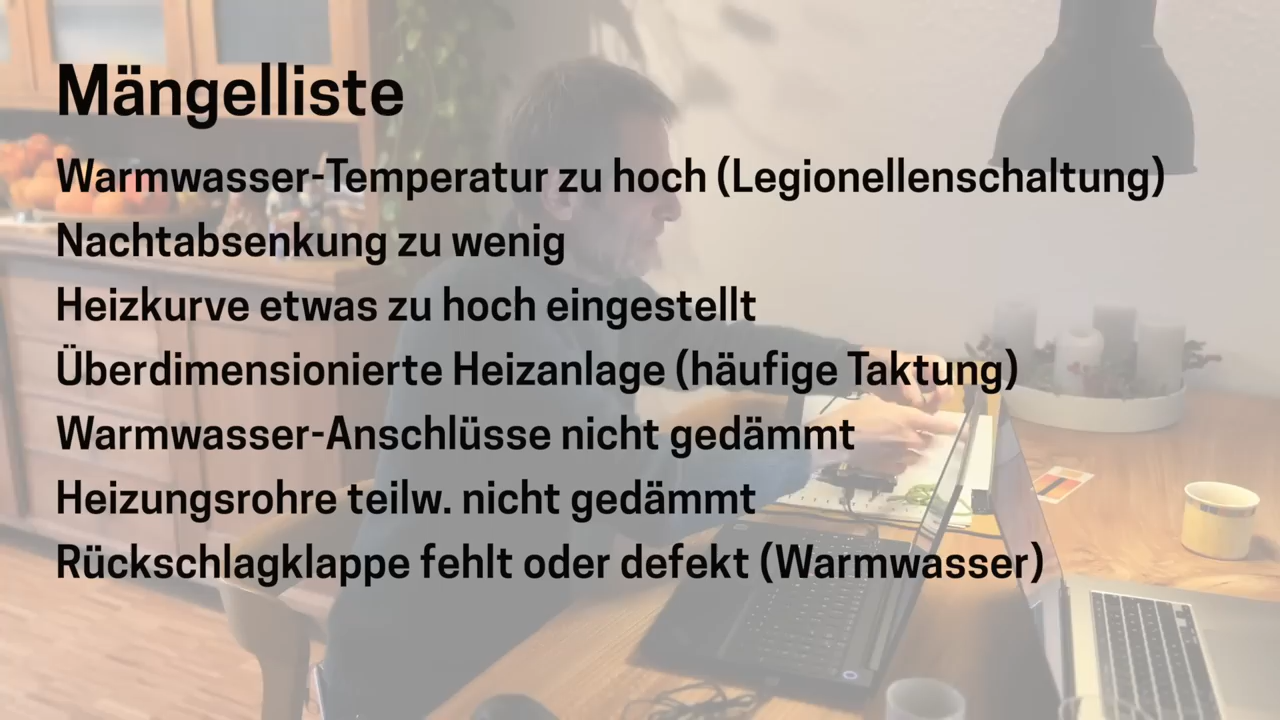 Mängelliste
Warmwasser-Temperatur zu hoch (Legionellenschaltung)
Nachtabsenkung zu wenig
Heizkurve etwas zu hoch eingestellt
Überdimensionierte Heizanlage (häufige Taktung)
Warmwasser-Anschlüsse nicht gedämmt
Heizungsrohre teilw. nicht gedämmt
Rückschlagklappe fehlt oder defekt (Warmwasser)